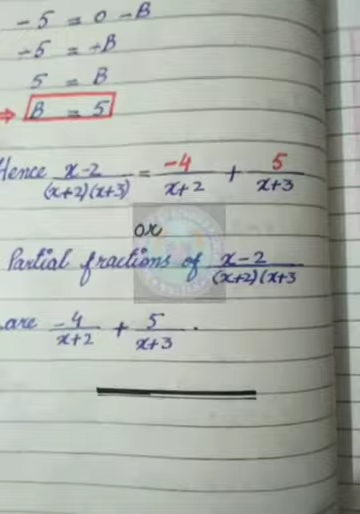 -5 = 0 - B
-5 = -B
5 = B
⇒ B = 5
Hence x-2/(x+2)(x+3) = -4/x+2 + 5/x+3
or
Partial fractions of x-2/(x+2)(x+3
are -4/x+2 + 5/x+3 .